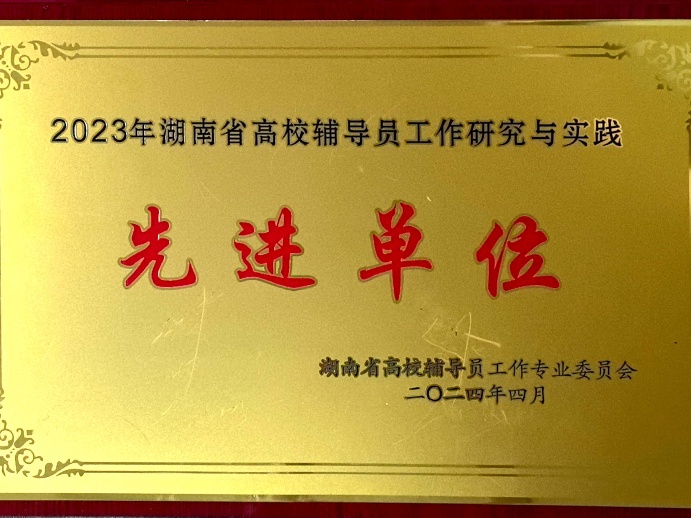 2023年湖南省高校辅导员工作研究与实践
先进单位
湖南省高校辅导员工作专业委员会
二〇二四年四月